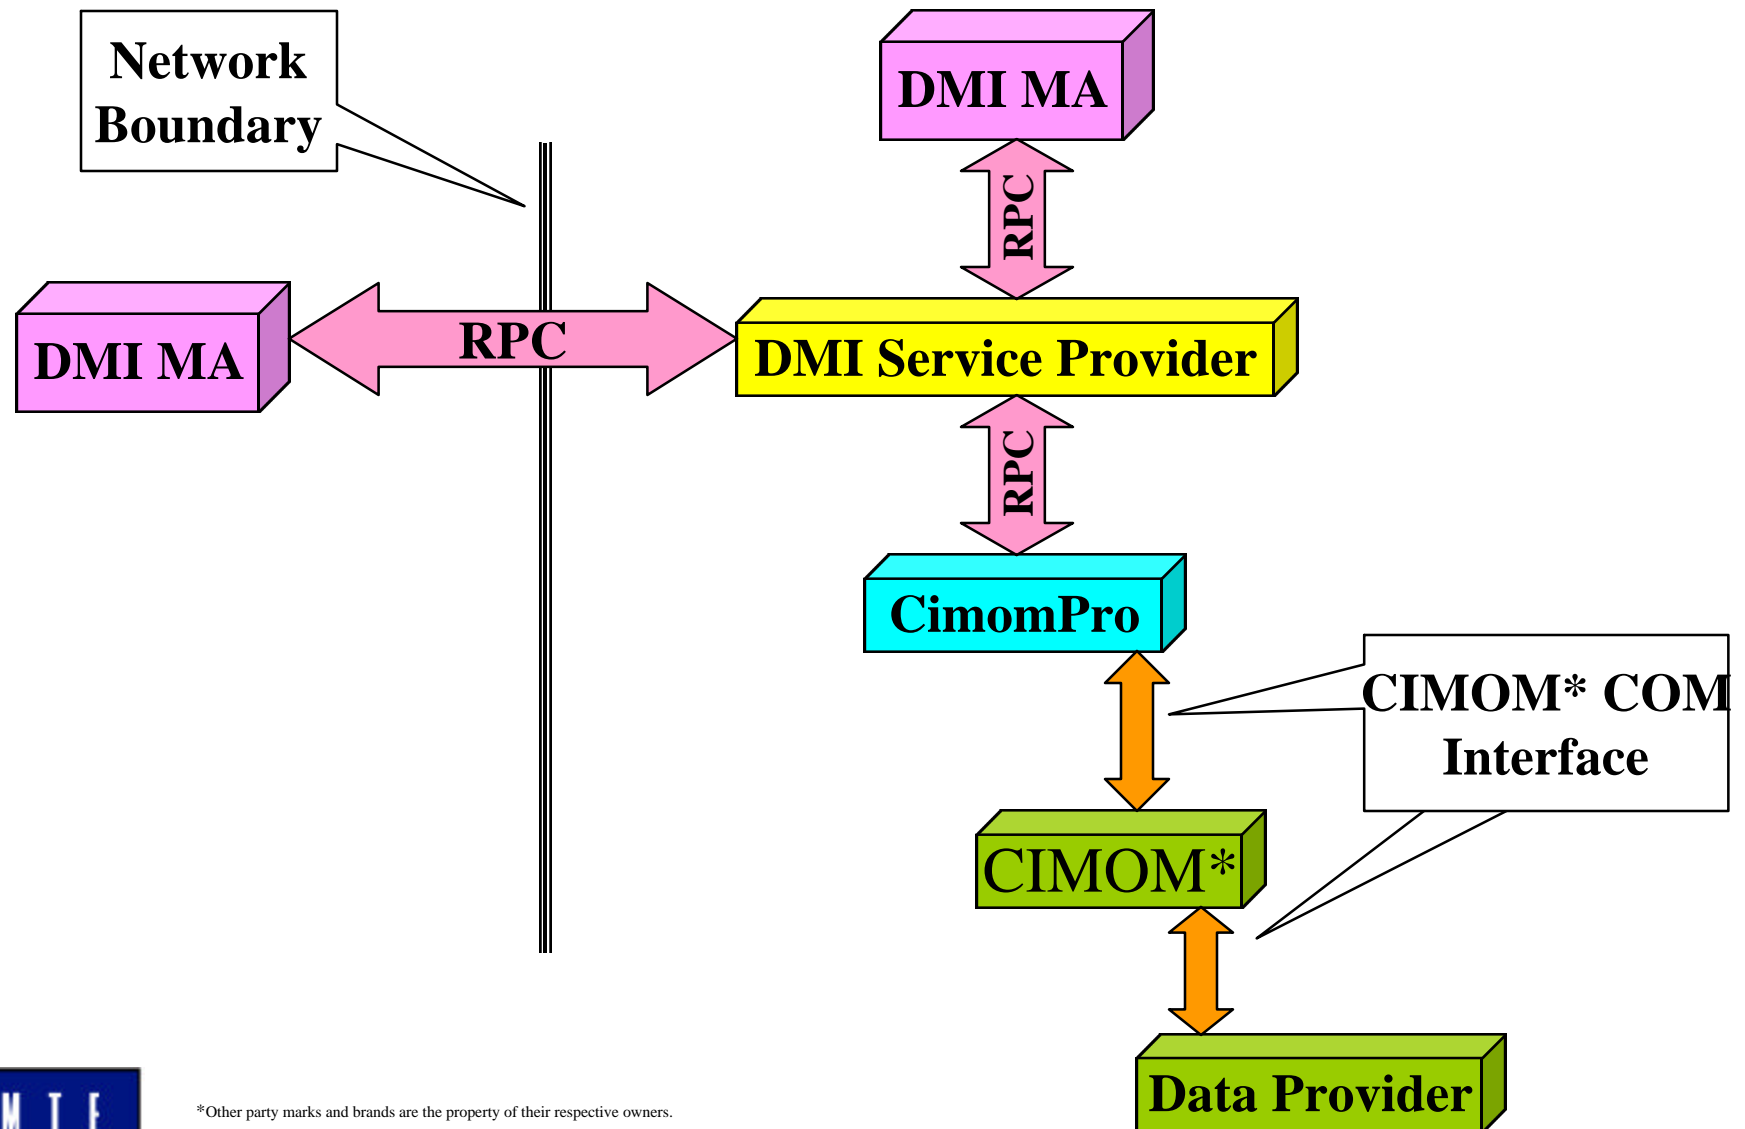 Network
Boundary
DMI MA
RPC
DMI MA
RPC
DMI Service Provider
RPC
CimomPro
CIMOM* COM
Interface
CIMOM*
Data Provider
M T F
*Other party marks and brands are the property of their respective owners.